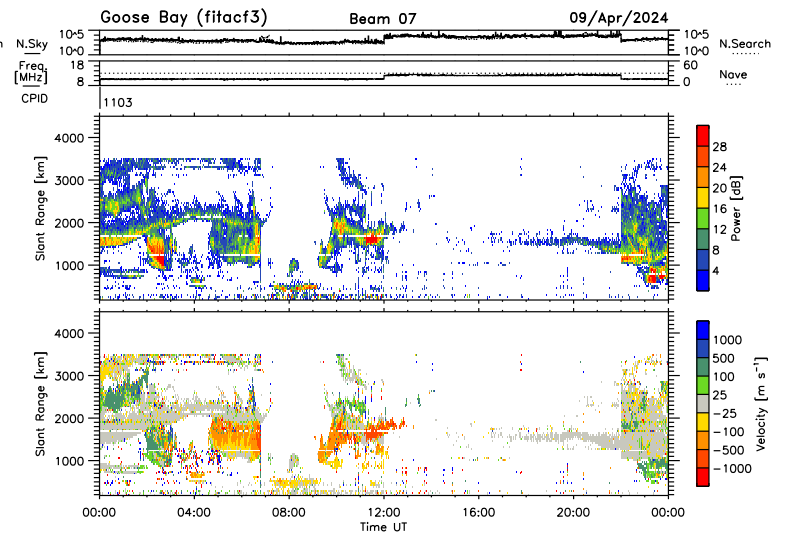 Goose Bay (fitacf3) Beam 07 09/Apr/2024
n N.Sky 10^5 10^0 10^5 10^0 N.Search
Freq. [MHz] 18 8 60 0 Nave
CPID 1103
4000
3000
2000
1000
Slant Range [km]
28
24
20
16
12
8
4
Power [dB]
4000
3000
2000
1000
Slant Range [km]
1000
500
100
25
−25
−100
−500
−1000
Velocity [m s⁻¹]
00:00 04:00 08:00 12:00 16:00 20:00 00:00
Time UT